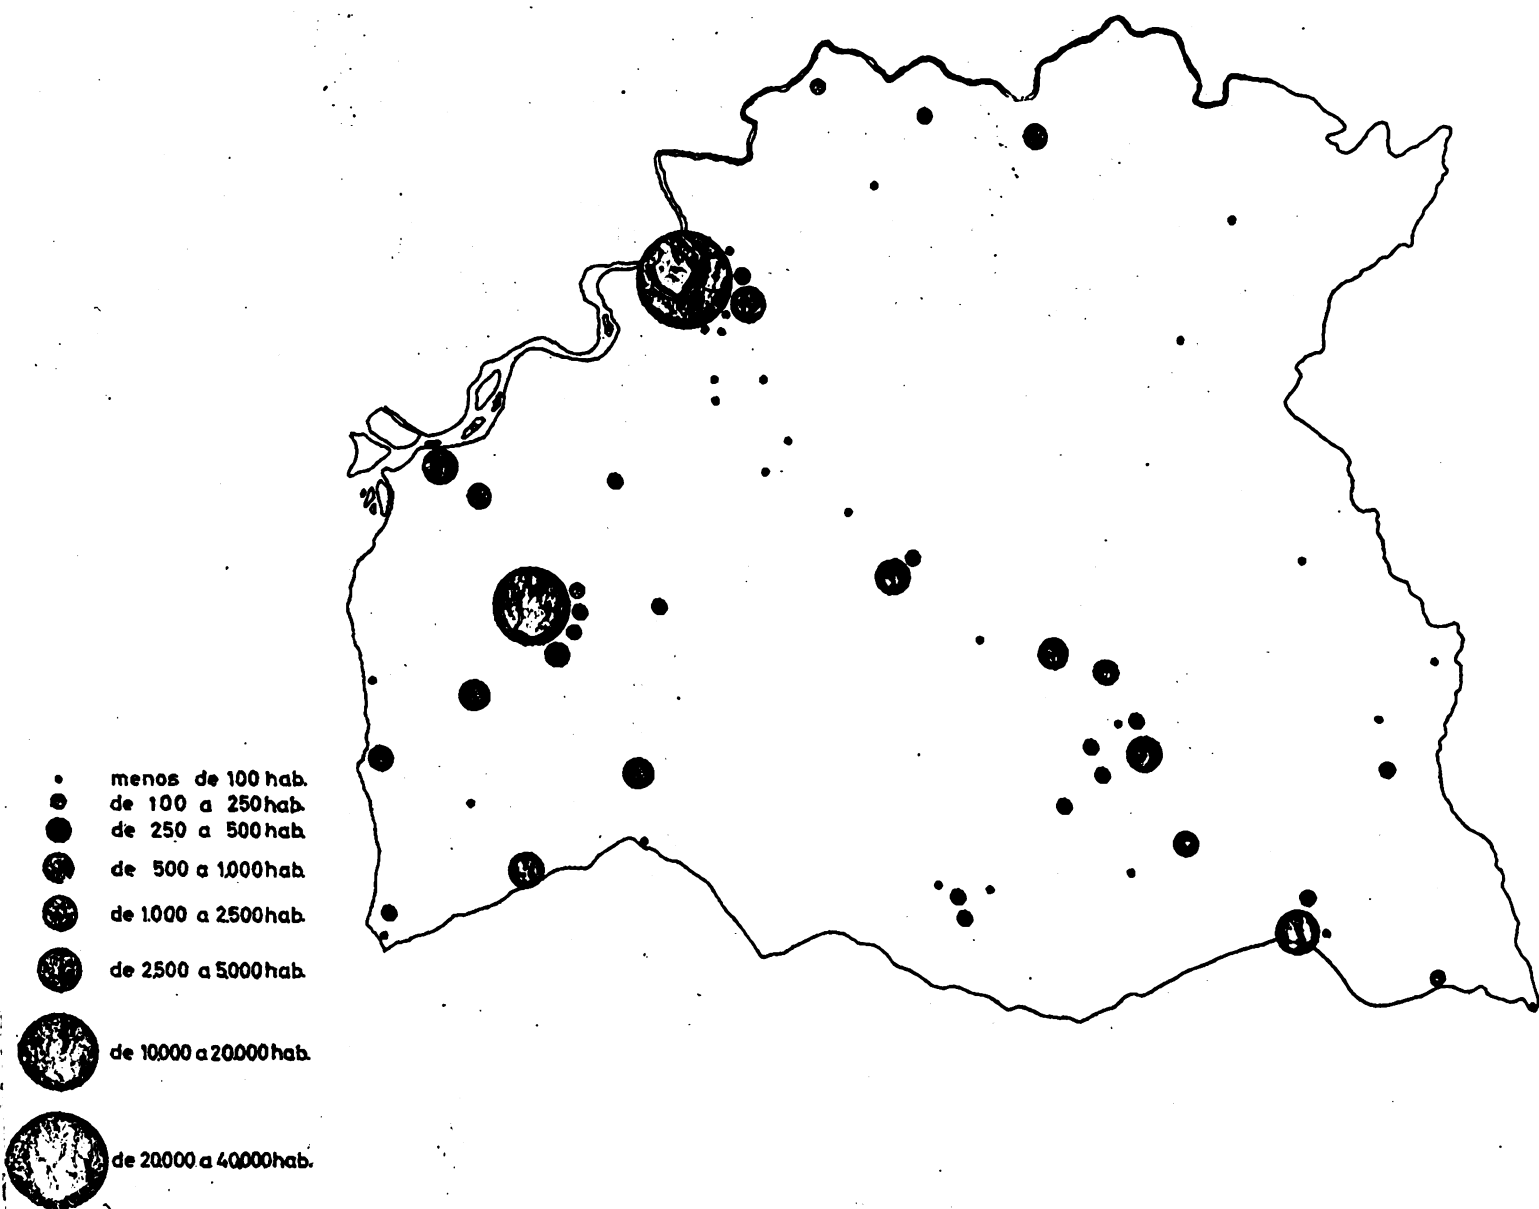 menos de 100 hab.
de 100 a 250 hab.
de 250 a 500 hab.
de 500 a 1.000 hab.
de 1.000 a 2.500 hab.
de 2.500 a 5.000 hab.
de 10.000 a 20.000 hab.
de 20.000 a 40.000 hab.